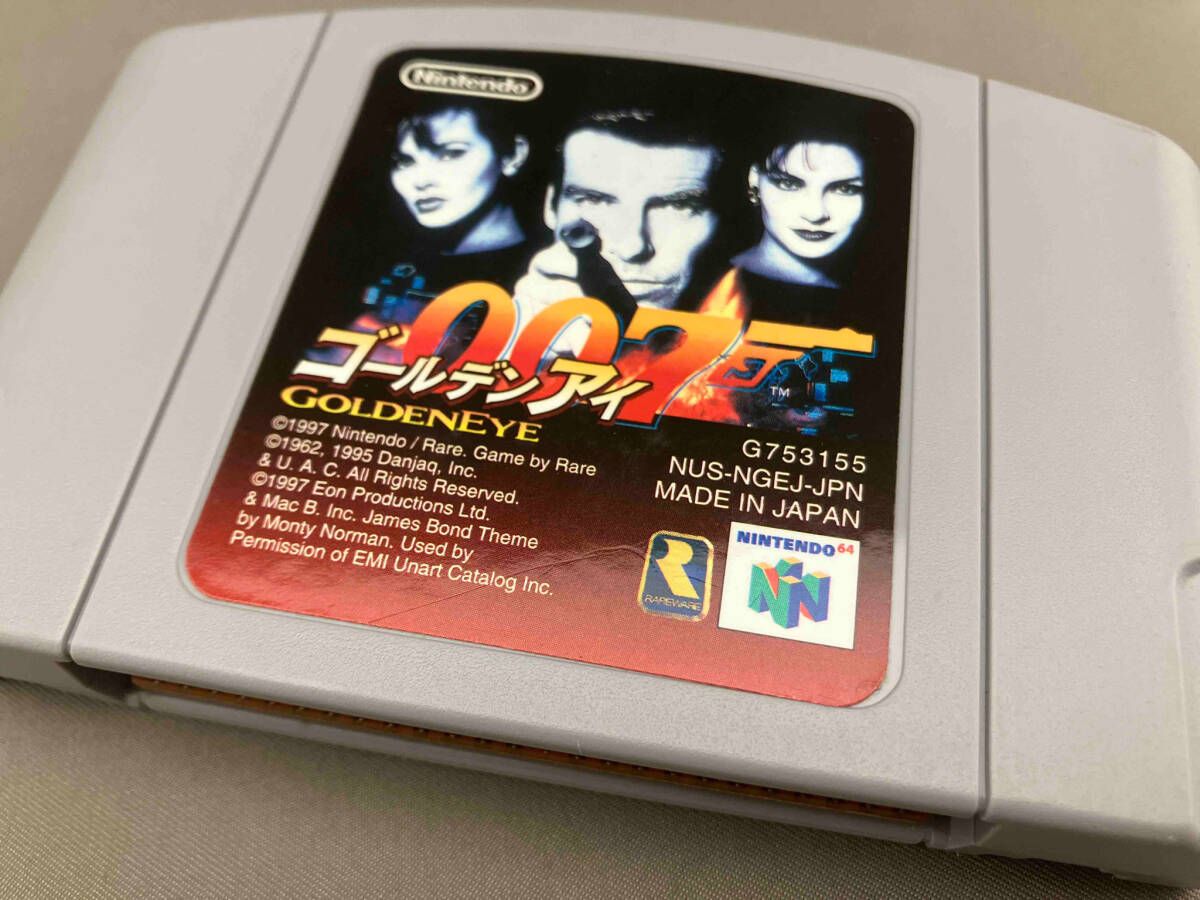 Nintendo
007
ゴールデンアイ
TM
GOLDENEYE
©1997 Nintendo / Rare. Game by Rare
©1962, 1995 Danjaq, Inc.
& U. A. C. All Rights Reserved.
©1997 Eon Productions Ltd.
& Mac B. Inc. James Bond Theme
by Monty Norman. Used by
Permission of EMI Unart Catalog Inc.
G753155
NUS-NGEJ-JPN
MADE IN JAPAN
R
RAREWARE
NINTENDO 64
N